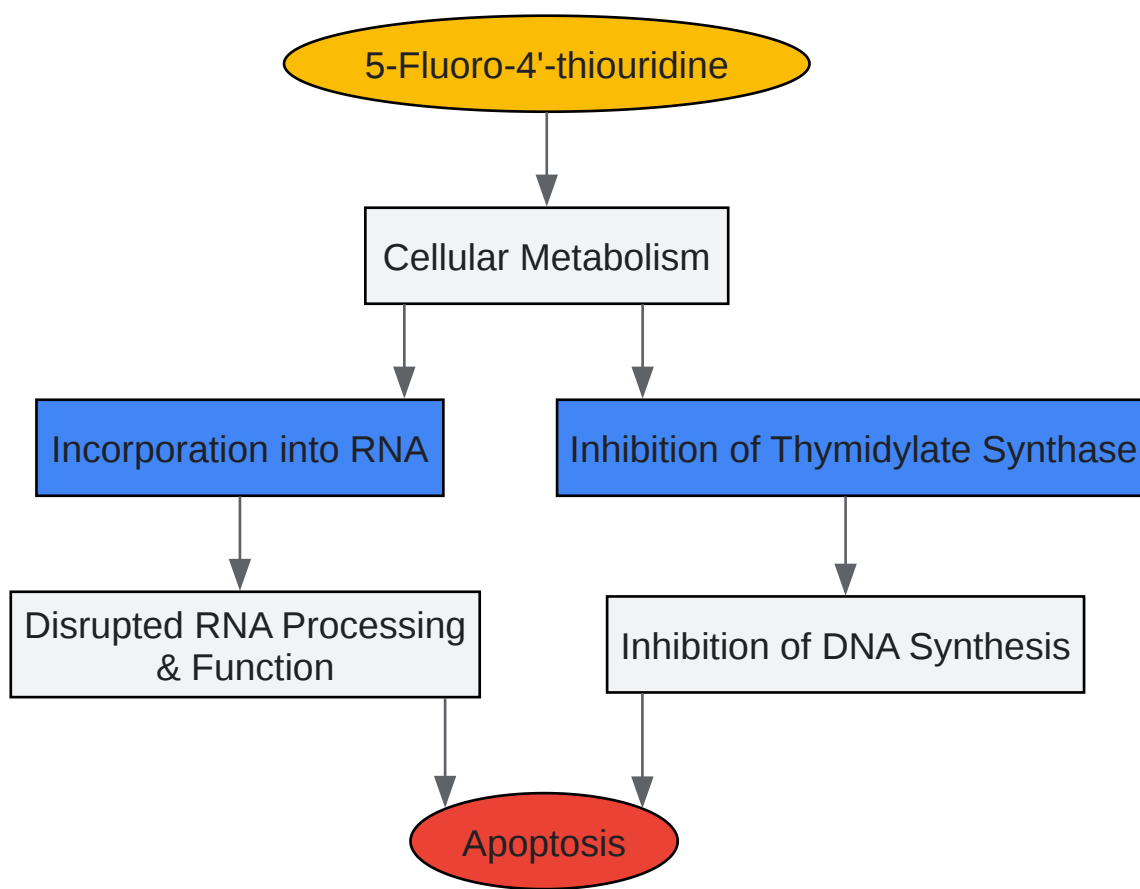 5-Fluoro-4'-thiouridine
Cellular Metabolism
Incorporation into RNA
Inhibition of Thymidylate Synthase
Disrupted RNA Processing
& Function
Inhibition of DNA Synthesis
Apoptosis